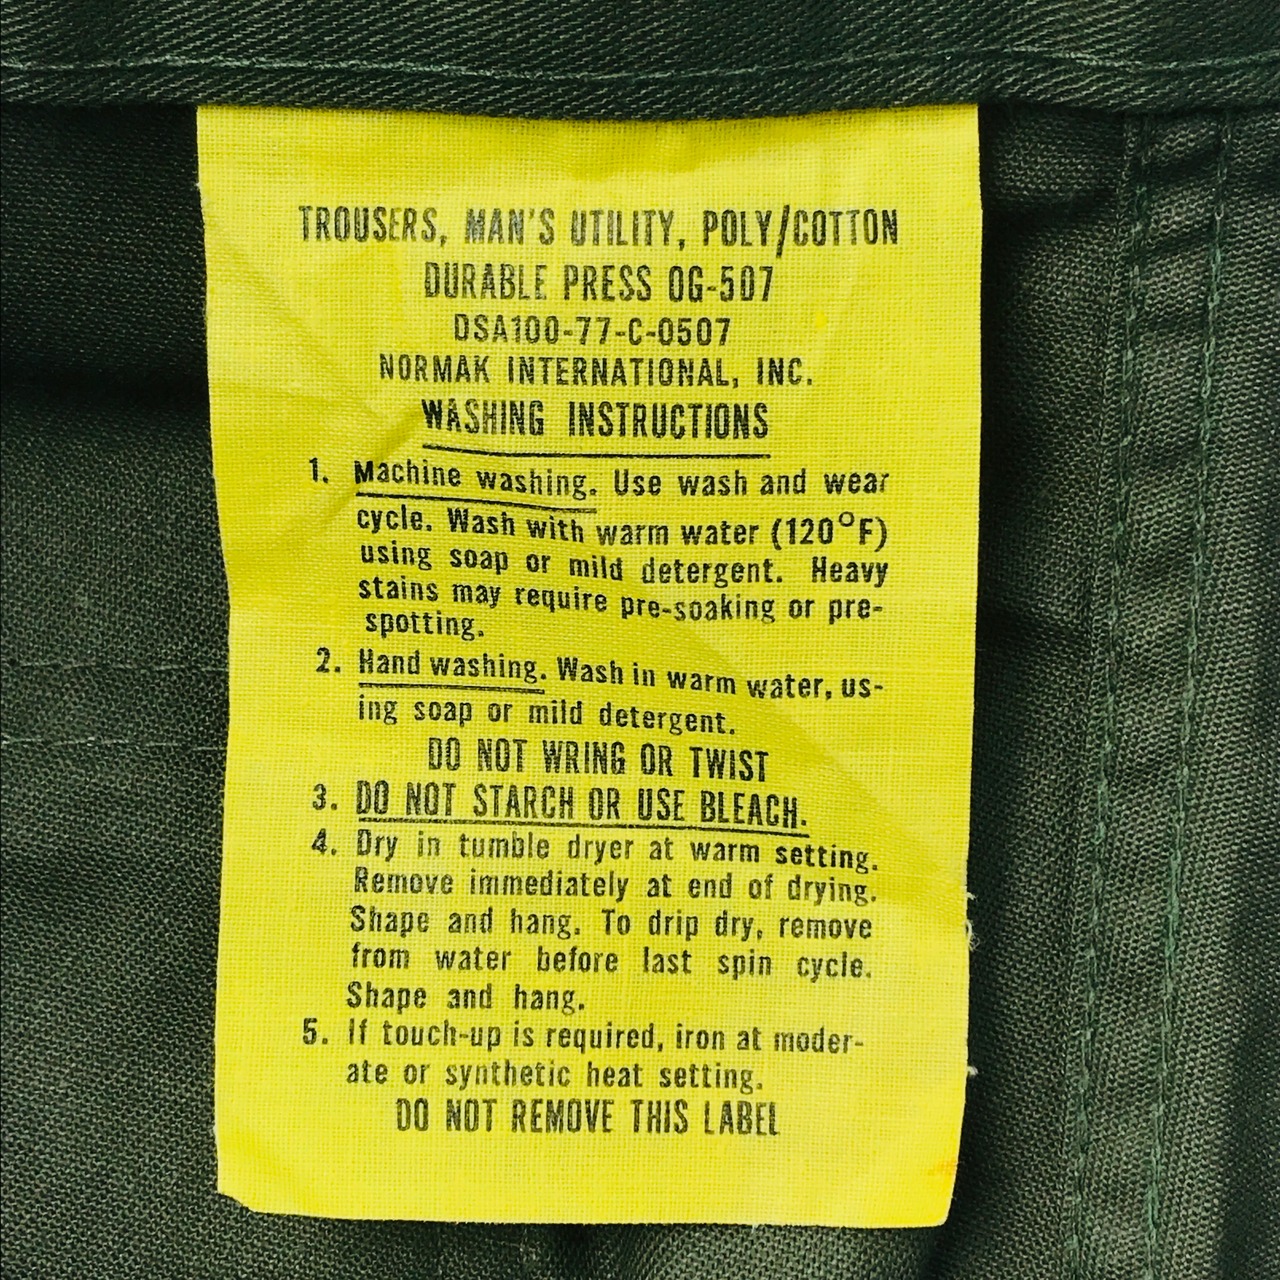 TROUSERS, MAN'S UTILITY, POLY/COTTON
DURABLE PRESS OG-507
DSA100-77-C-0507
NORMAK INTERNATIONAL, INC.
WASHING INSTRUCTIONS
1. Machine washing. Use wash and wear
cycle. Wash with warm water (120°F)
using soap or mild detergent. Heavy
stains may require pre-soaking or pre-
spotting.
2. Hand washing. Wash in warm water, us-
ing soap or mild detergent.
DO NOT WRING OR TWIST
3. DO NOT STARCH OR USE BLEACH.
4. Dry in tumble dryer at warm setting.
Remove immediately at end of drying.
Shape and hang. To drip dry, remove
from water before last spin cycle.
Shape and hang.
5. If touch-up is required, iron at moder-
ate or synthetic heat setting.
DO NOT REMOVE THIS LABEL